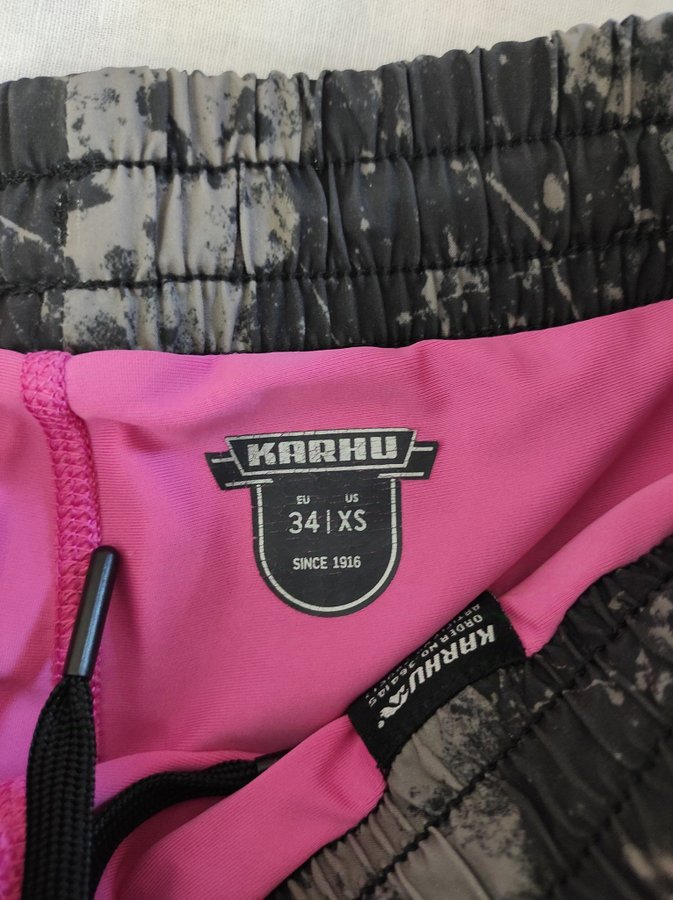 KARHU
EU US
34 | XS
SINCE 1916
KARHU
ORDER NO.